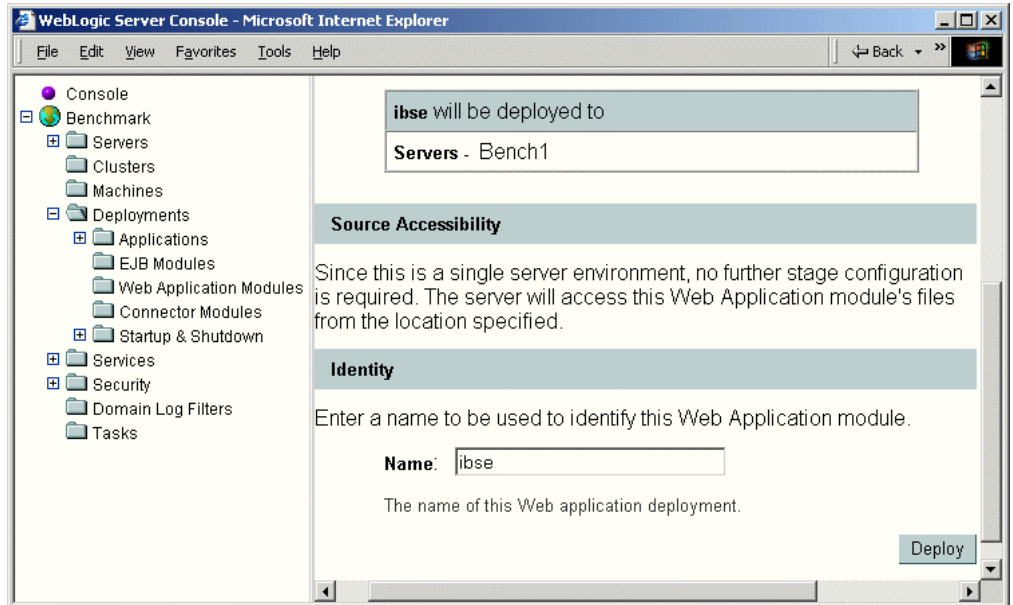 WebLogic Server Console - Microsoft Internet Explorer
File Edit View Favorites Tools Help
Back
»
Console
Benchmark
Servers
Clusters
Machines
Deployments
Applications
EJB Modules
Web Application Modules
Connector Modules
Startup & Shutdown
Services
Security
Domain Log Filters
Tasks
ibse will be deployed to
Servers - Bench1
Source Accessibility
Since this is a single server environment, no further stage configuration
is required. The server will access this Web Application module's files
from the location specified.
Identity
Enter a name to be used to identify this Web Application module.
Name: ibse
The name of this Web application deployment.
Deploy